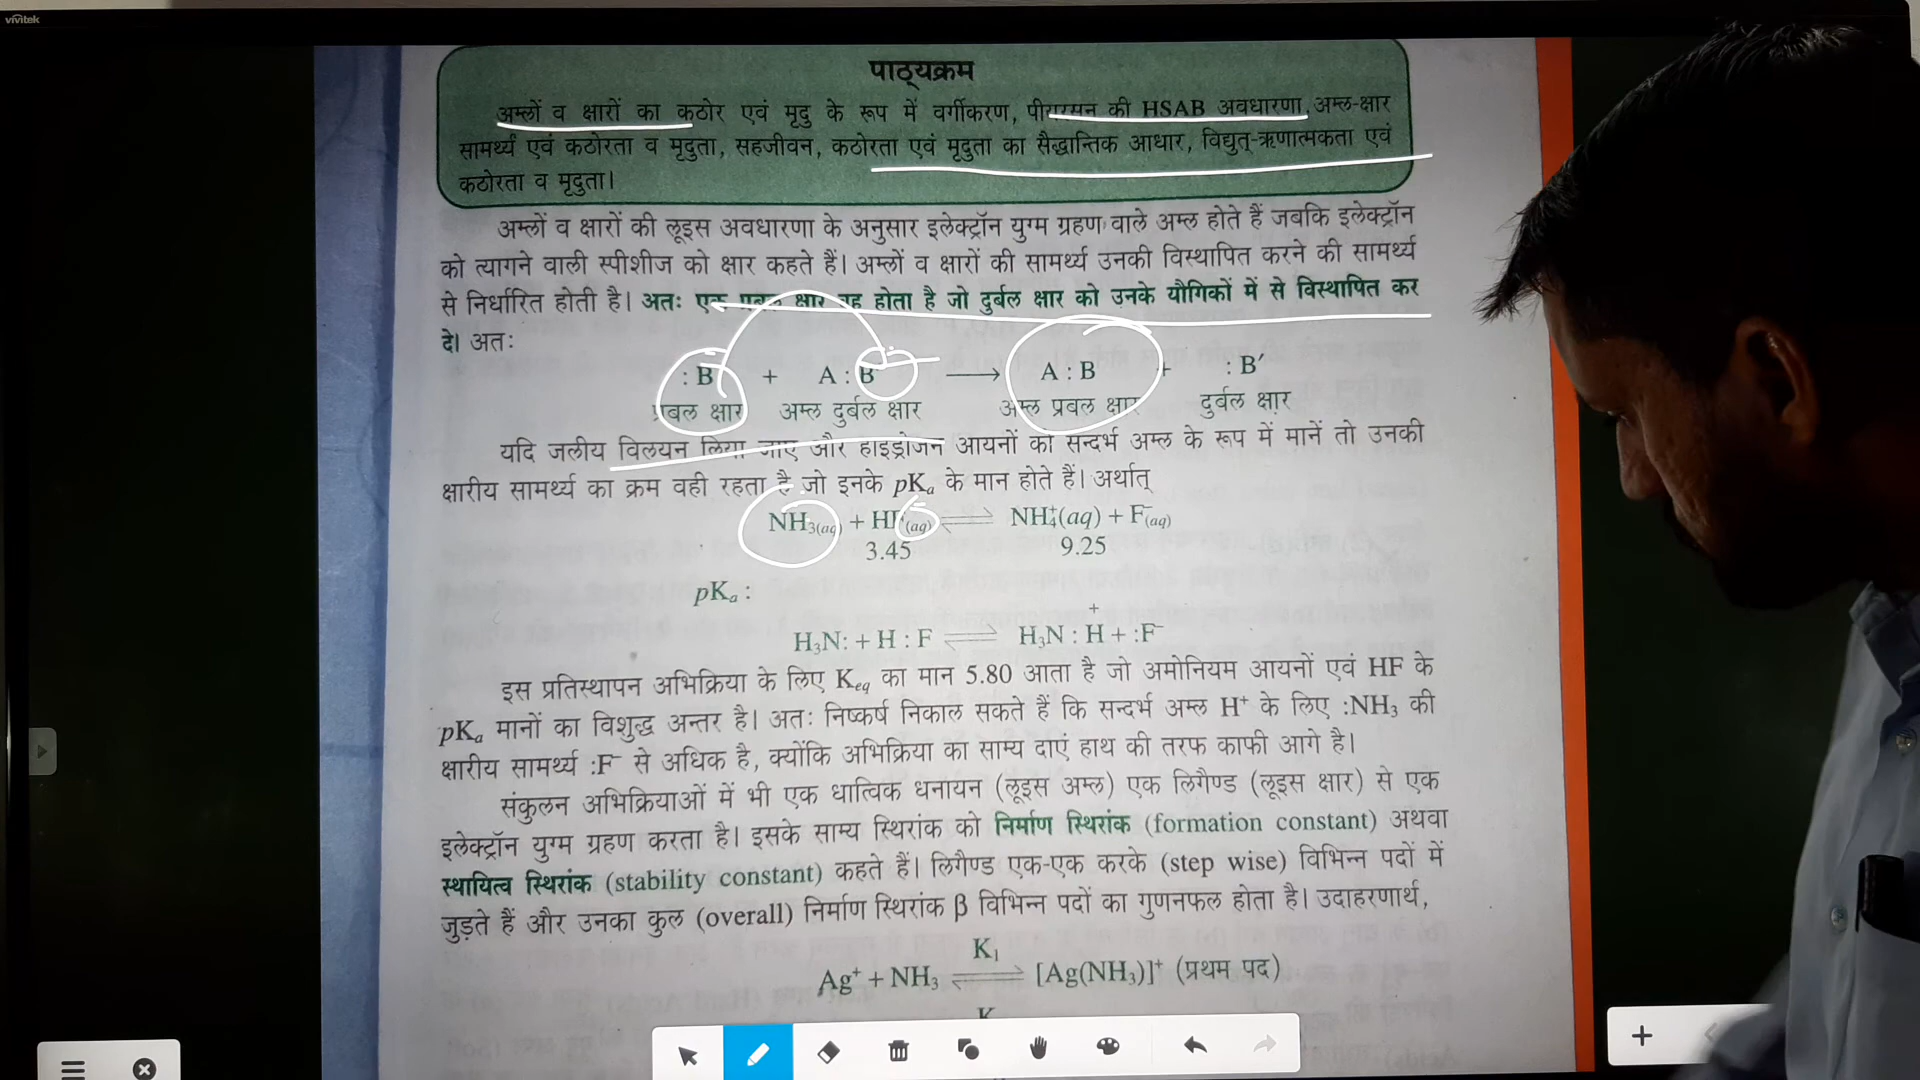 vivitek
पाठ्यक्रम
अम्लों व क्षारों का कठोर एवं मृदु के रूप में वर्गीकरण, पीयरसन की HSAB अवधारणा, अम्ल-क्षार
सामर्थ्य एवं कठोरता व मृदुता, सहजीवन, कठोरता एवं मृदुता का सैद्धान्तिक आधार, विद्युत्-ऋणात्मकता एवं
कठोरता व मृदुता।
अम्लों व क्षारों की लूइस अवधारणा के अनुसार इलेक्ट्रॉन युग्म ग्रहण वाले अम्ल होते हैं जबकि इलेक्ट्रॉन
को त्यागने वाली स्पीशीज को क्षार कहते हैं। अम्लों व क्षारों की सामर्थ्य उनकी विस्थापित करने की सामर्थ्य
से निर्धारित होती है। अतः एक प्रबल क्षार वह होता है जो दुर्बल क्षार को उनके यौगिकों में से विस्थापित कर
दे। अतः
: B + A : B ⟶ A : B + : B′
प्रबल क्षार अम्ल दुर्बल क्षार अम्ल प्रबल क्षार दुर्बल क्षार
यदि जलीय विलयन लिया जाए और हाइड्रोजन आयनों को सन्दर्भ अम्ल के रूप में मानें तो उनकी
क्षारीय सामर्थ्य का क्रम वही रहता है जो इनके pKₐ के मान होते हैं। अर्थात्
NH₃(aq) + HF(aq) ⇌ NH₄⁺(aq) + F⁻(aq)
3.45 9.25
pKₐ :
H₃N: + H : F ⇌ H₃N : H⁺ + :F⁻
इस प्रतिस्थापन अभिक्रिया के लिए Keq का मान 5.80 आता है जो अमोनियम आयनों एवं HF के
pKₐ मानों का विशुद्ध अन्तर है। अतः निष्कर्ष निकाल सकते हैं कि सन्दर्भ अम्ल H⁺ के लिए :NH₃ की
क्षारीय सामर्थ्य :F⁻ से अधिक है, क्योंकि अभिक्रिया का साम्य दाएं हाथ की तरफ काफी आगे है।
संकुलन अभिक्रियाओं में भी एक धात्विक धनायन (लूइस अम्ल) एक लिगैण्ड (लूइस क्षार) से एक
इलेक्ट्रॉन युग्म ग्रहण करता है। इसके साम्य स्थिरांक को निर्माण स्थिरांक (formation constant) अथवा
स्थायित्व स्थिरांक (stability constant) कहते हैं। लिगैण्ड एक-एक करके (step wise) विभिन्न पदों में
जुड़ते हैं और उनका कुल (overall) निर्माण स्थिरांक β विभिन्न पदों का गुणनफल होता है। उदाहरणार्थ,
K₁
Ag⁺ + NH₃ ⇌ [Ag(NH₃)]⁺ (प्रथम पद)
K